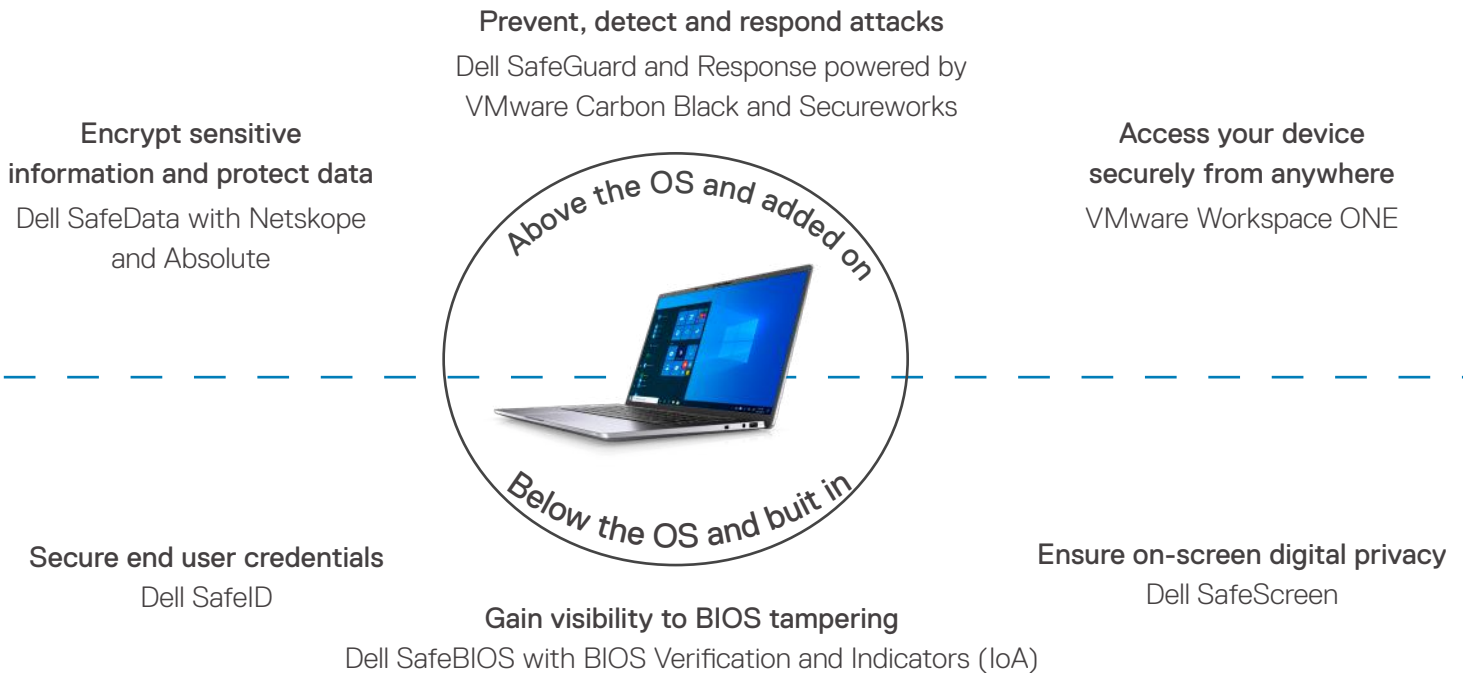 Prevent, detect and respond attacks
Dell SafeGuard and Response powered by
VMware Carbon Black and Secureworks
Encrypt sensitive
information and protect data
Dell SafeData with Netskope
and Absolute
Access your device
securely from anywhere
VMware Workspace ONE
Above the OS and added on
Below the OS and buit in
Secure end user credentials
Dell SafeID
Gain visibility to BIOS tampering
Dell SafeBIOS with BIOS Verification and Indicators (IoA)
Ensure on-screen digital privacy
Dell SafeScreen